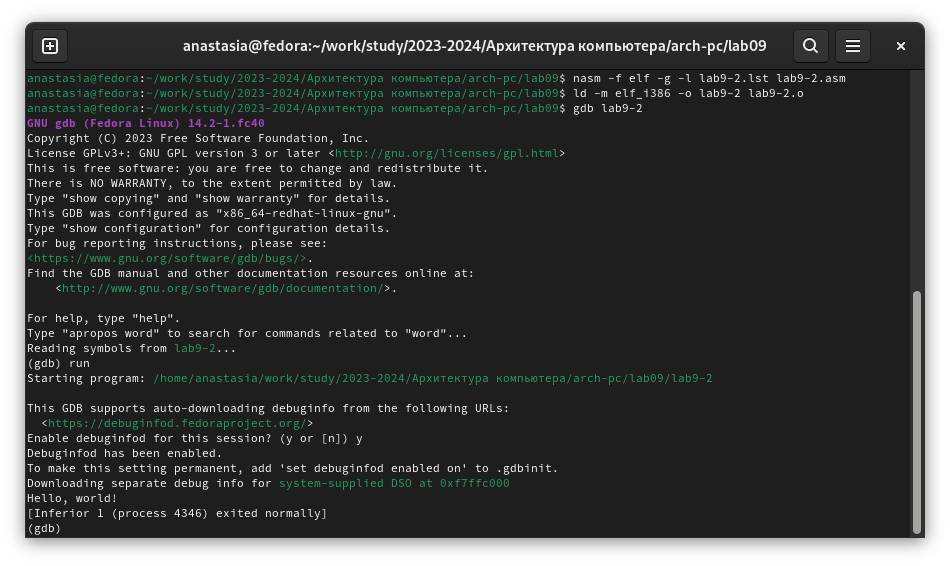 anastasia@fedora:~/work/study/2023-2024/Архитектура компьютера/arch-pc/lab09
anastasia@fedora:~/work/study/2023-2024/Архитектура компьютера/arch-pc/lab09$ nasm -f elf -g -l lab9-2.lst lab9-2.asm
anastasia@fedora:~/work/study/2023-2024/Архитектура компьютера/arch-pc/lab09$ ld -m elf_i386 -o lab9-2 lab9-2.o
anastasia@fedora:~/work/study/2023-2024/Архитектура компьютера/arch-pc/lab09$ gdb lab9-2
GNU gdb (Fedora Linux) 14.2-1.fc40
Copyright (C) 2023 Free Software Foundation, Inc.
License GPLv3+: GNU GPL version 3 or later <http://gnu.org/licenses/gpl.html>
This is free software: you are free to change and redistribute it.
There is NO WARRANTY, to the extent permitted by law.
Type "show copying" and "show warranty" for details.
This GDB was configured as "x86_64-redhat-linux-gnu".
Type "show configuration" for configuration details.
For bug reporting instructions, please see:
<https://www.gnu.org/software/gdb/bugs/>.
Find the GDB manual and other documentation resources online at:
    <http://www.gnu.org/software/gdb/documentation/>.

For help, type "help".
Type "apropos word" to search for commands related to "word"...
Reading symbols from lab9-2...
(gdb) run
Starting program: /home/anastasia/work/study/2023-2024/Архитектура компьютера/arch-pc/lab09/lab9-2

This GDB supports auto-downloading debuginfo from the following URLs:
  <https://debuginfod.fedoraproject.org/>
Enable debuginfod for this session? (y or [n]) y
Debuginfod has been enabled.
To make this setting permanent, add 'set debuginfod enabled on' to .gdbinit.
Downloading separate debug info for system-supplied DSO at 0xf7ffc000
Hello, world!
[Inferior 1 (process 4346) exited normally]
(gdb)